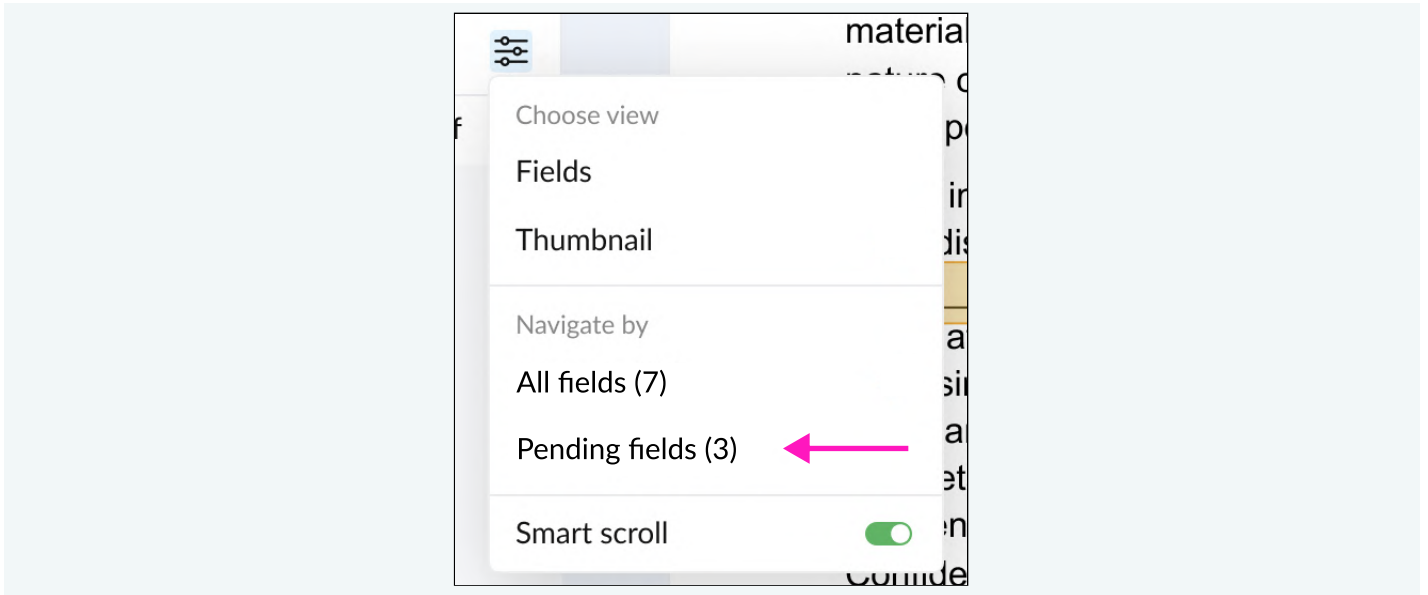 material
f
Choose view
Fields
Thumbnail
Navigate by
All fields (7)
Pending fields (3)
Smart scroll